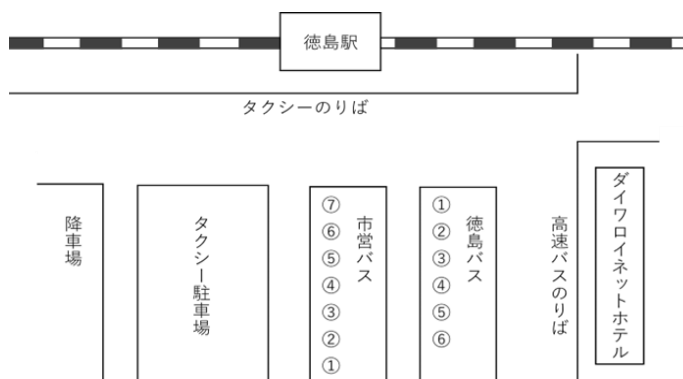 徳島駅
タクシーのりば
降車場
タクシー駐車場
⑦
⑥
⑤
④
③
②
①
市営バス
①
②
③
④
⑤
⑥
徳島バス
高速バスのりば
ダイワロイネットホテル